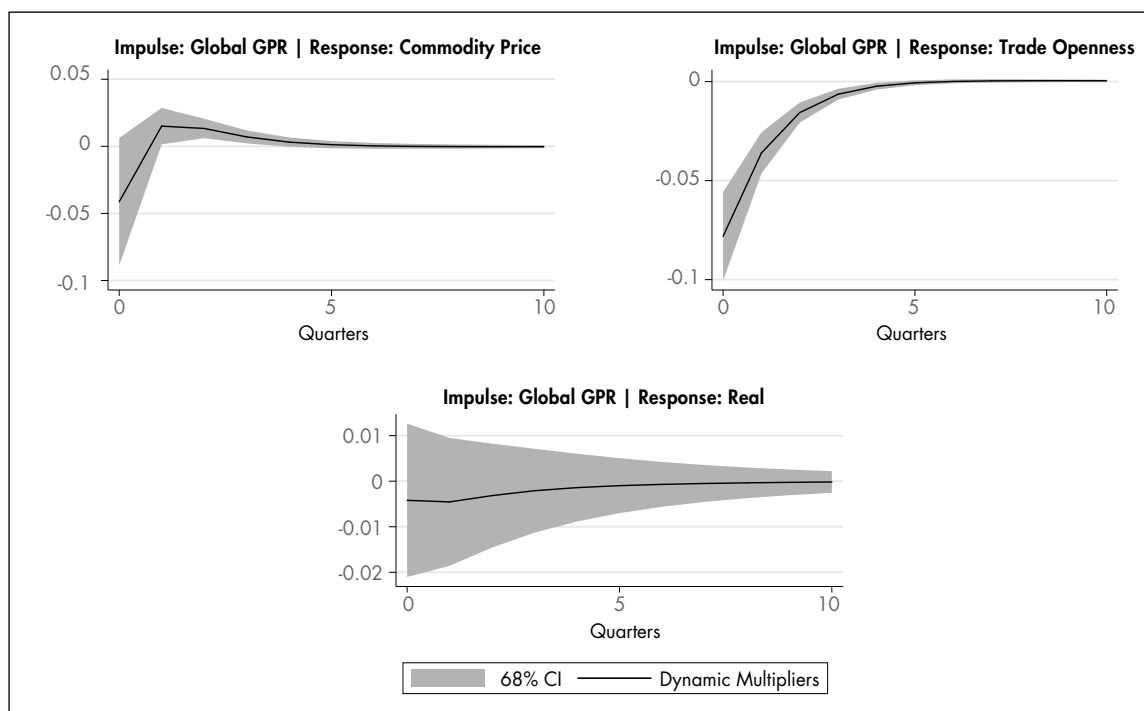 Impulse: Global GPR | Response: Commodity Price
0.05
0
-0.05
-0.1
0 5 10
Quarters
Impulse: Global GPR | Response: Trade Openness
0
-0.05
-0.1
0 5 10
Quarters
Impulse: Global GPR | Response: Real
0.01
0
-0.01
-0.02
0 5 10
Quarters
68% CI Dynamic Multipliers